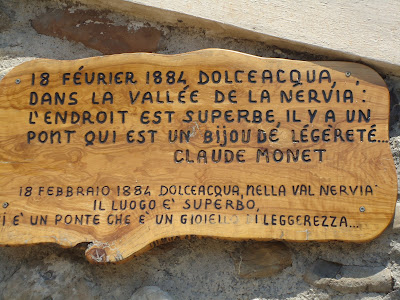 18 FÉVRIER 1884 DOLCEACQUA,
DANS LA VALLÉE DE LA NERVIA :
L'ENDROIT EST SUPERBE, IL Y A UN
PONT QUI EST UN BIJOU DE LÉGÉRETÉ...
CLAUDE MONET
18 FEBBRAIO 1884 DOLCEACQUA, NELLA VAL NERVIA
IL LUOGO E' SUPERBO,
VI E' UN PONTE CHE E' UN GIOIELLO DI LEGGEREZZA...